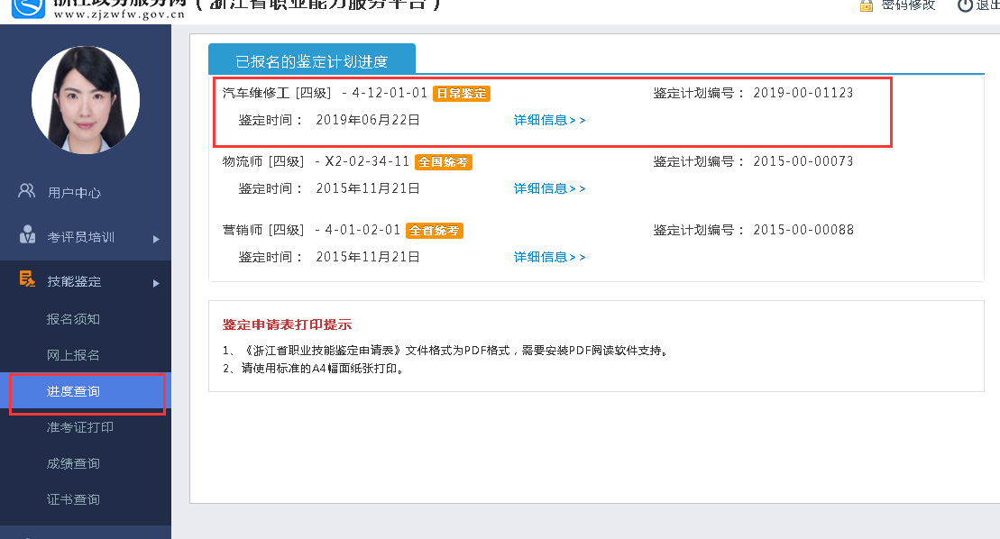 浙江政务服务网（浙江省职业能力服务平台）
www.zjzwfw.gov.cn
密码修改
退出
用户中心
考评员培训
技能鉴定
报名须知
网上报名
进度查询
准考证打印
成绩查询
证书查询
已报名的鉴定计划进度
汽车维修工 [四级] - 4-12-01-01 日常鉴定 鉴定计划编号： 2019-00-01123
鉴定时间： 2019年06月22日 详细信息>>
物流师 [四级] - X2-02-34-11 全国统考 鉴定计划编号： 2015-00-00073
鉴定时间： 2015年11月21日 详细信息>>
营销师 [四级] - 4-01-02-01 全省统考 鉴定计划编号： 2015-00-00088
鉴定时间： 2015年11月21日 详细信息>>
鉴定申请表打印提示
1、《浙江省职业技能鉴定申请表》文件格式为PDF格式，需要安装PDF阅读软件支持。
2、请使用标准的A4幅面纸张打印。